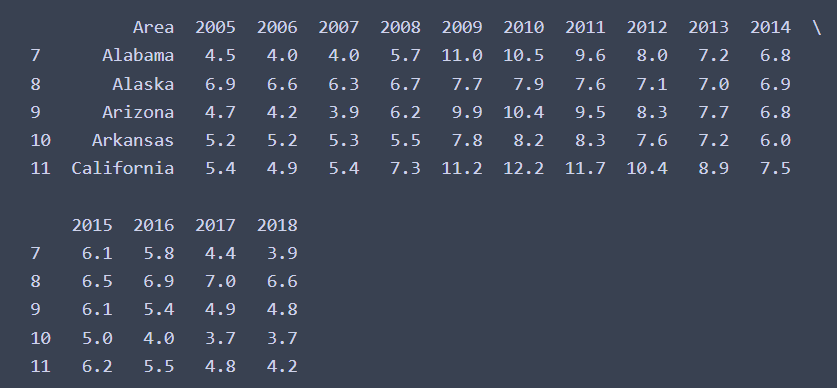 Area 2005 2006 2007 2008 2009 2010 2011 2012 2013 2014 \
7 Alabama 4.5 4.0 4.0 5.7 11.0 10.5 9.6 8.0 7.2 6.8
8 Alaska 6.9 6.6 6.3 6.7 7.7 7.9 7.6 7.1 7.0 6.9
9 Arizona 4.7 4.2 3.9 6.2 9.9 10.4 9.5 8.3 7.7 6.8
10 Arkansas 5.2 5.2 5.3 5.5 7.8 8.2 8.3 7.6 7.2 6.0
11 California 5.4 4.9 5.4 7.3 11.2 12.2 11.7 10.4 8.9 7.5
2015 2016 2017 2018
7 6.1 5.8 4.4 3.9
8 6.5 6.9 7.0 6.6
9 6.1 5.4 4.9 4.8
10 5.0 4.0 3.7 3.7
11 6.2 5.5 4.8 4.2